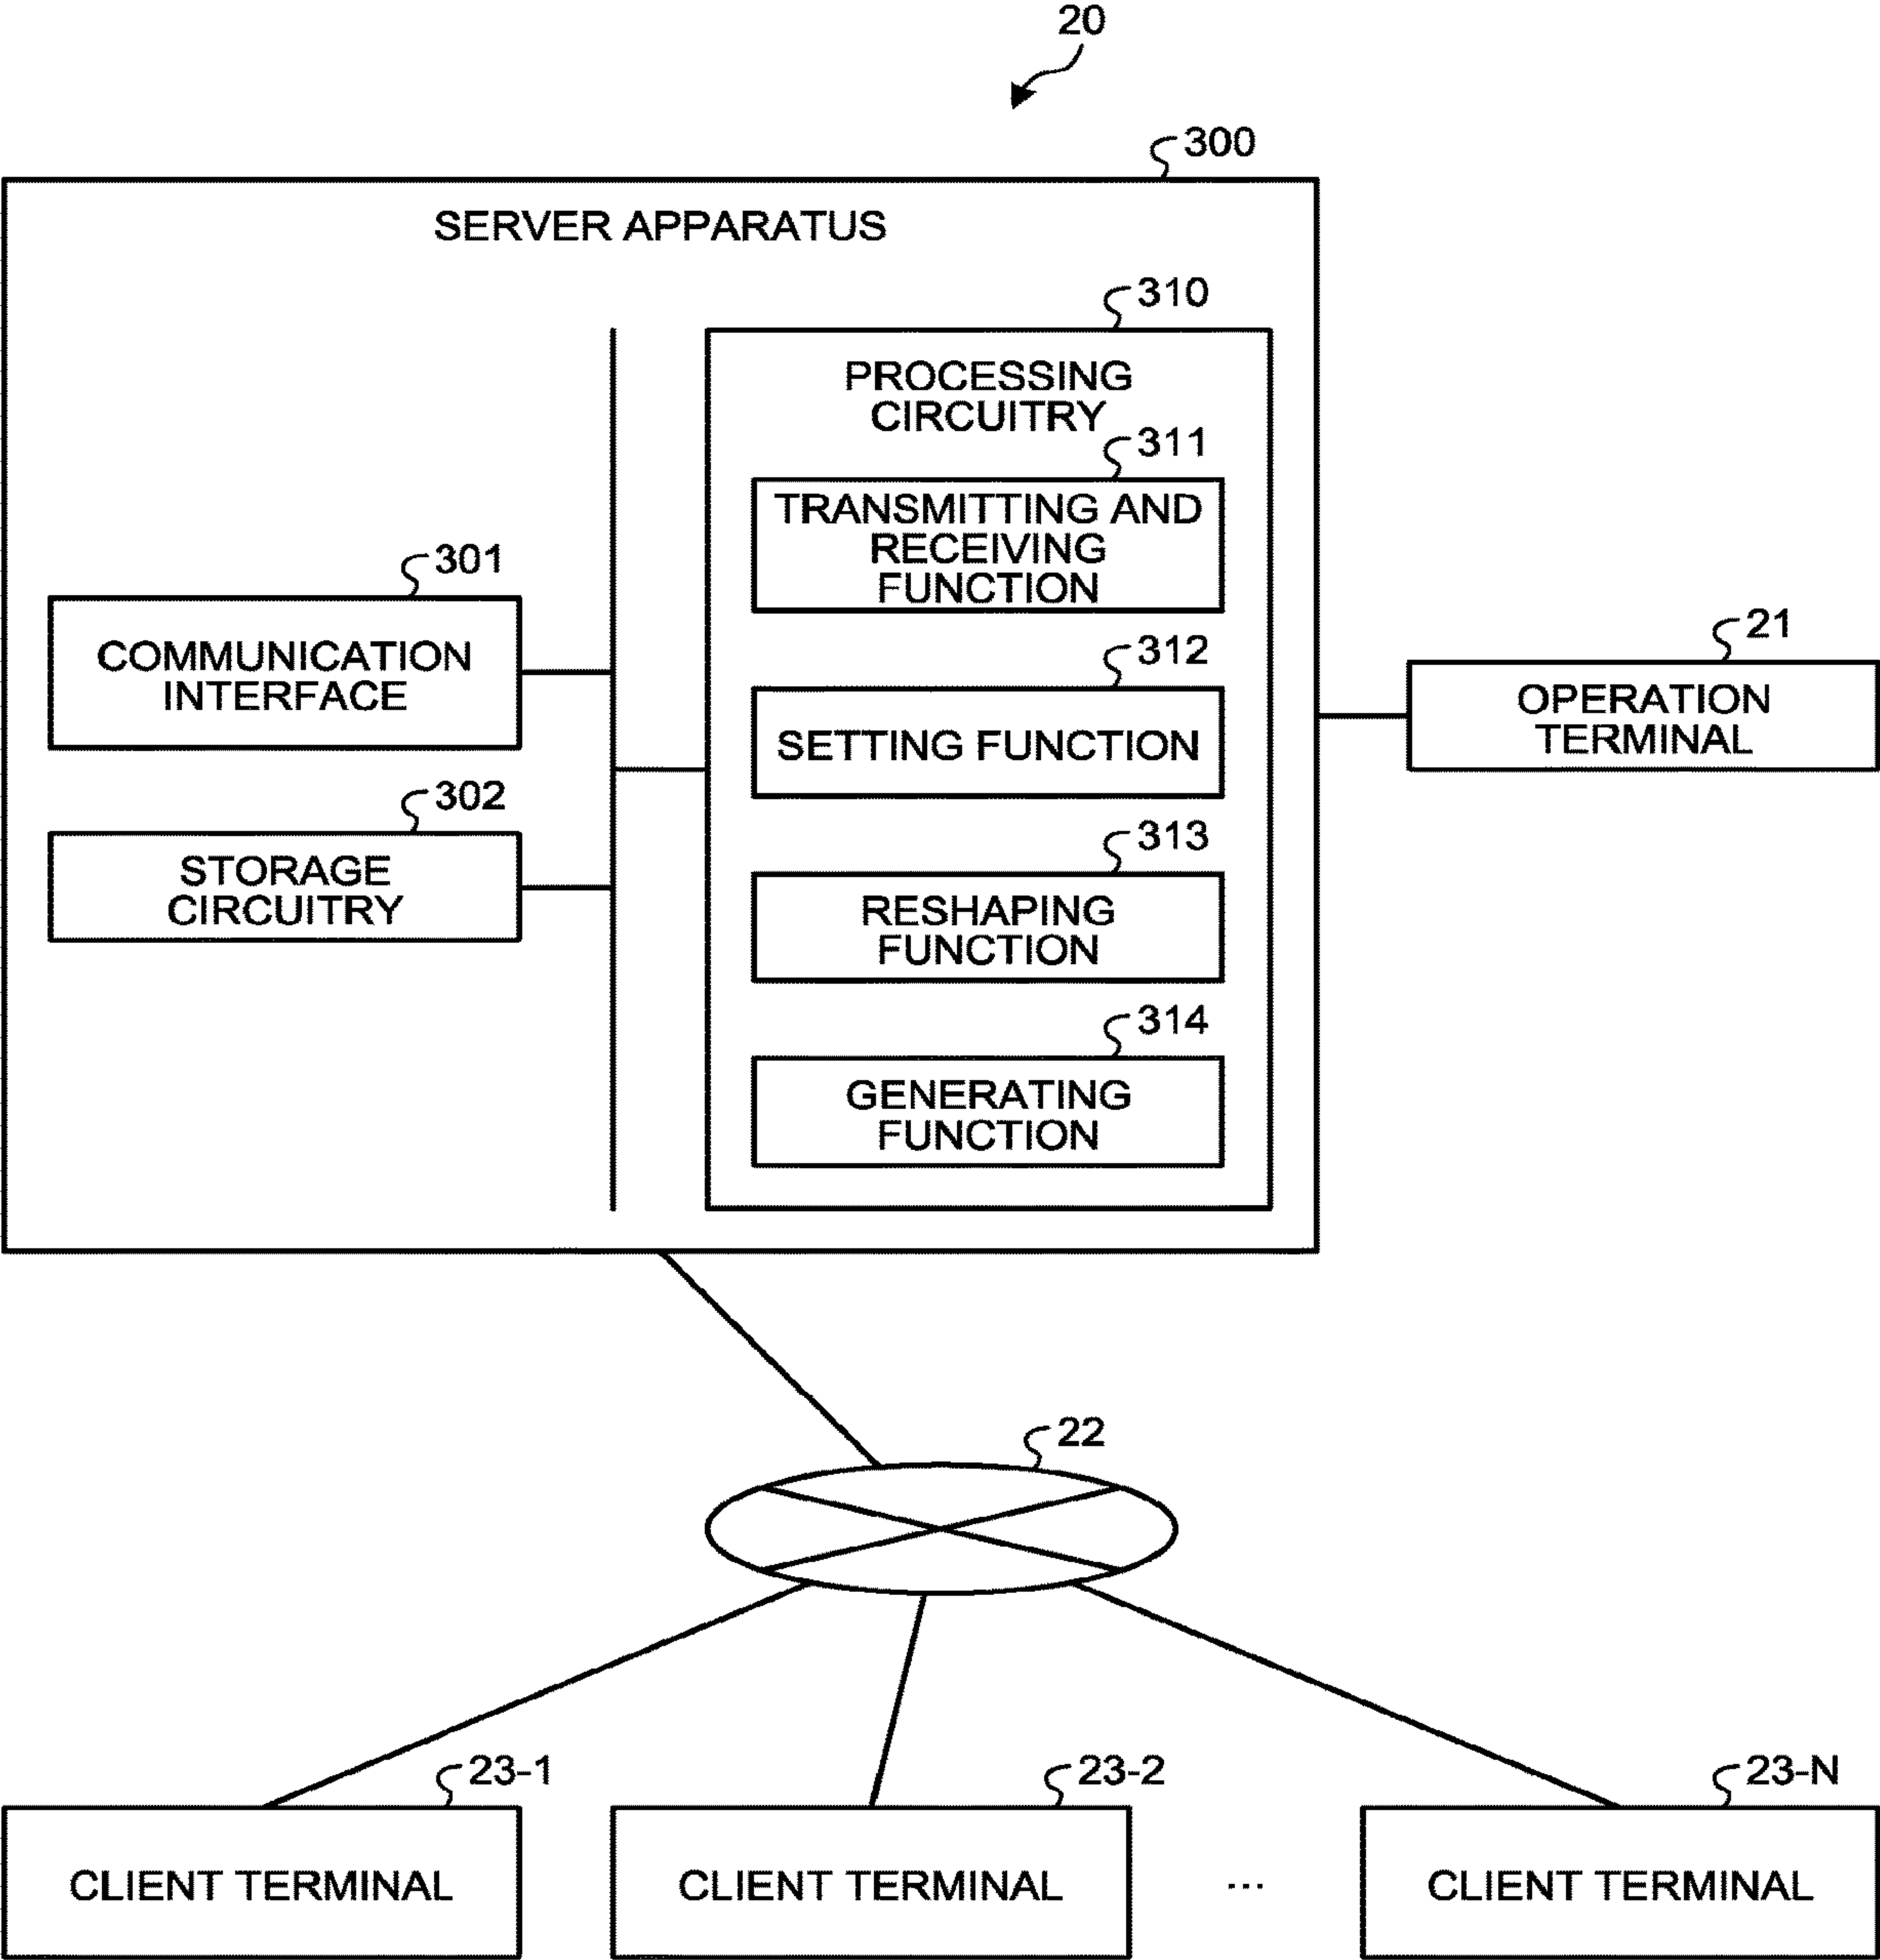 20
300
SERVER APPARATUS
310
PROCESSING
CIRCUITRY
311
TRANSMITTING AND
RECEIVING
FUNCTION
301
COMMUNICATION
INTERFACE
312
SETTING FUNCTION
21
OPERATION
TERMINAL
302
STORAGE
CIRCUITRY
313
RESHAPING
FUNCTION
314
GENERATING
FUNCTION
22
23-1
CLIENT TERMINAL
23-2
CLIENT TERMINAL
...
23-N
CLIENT TERMINAL